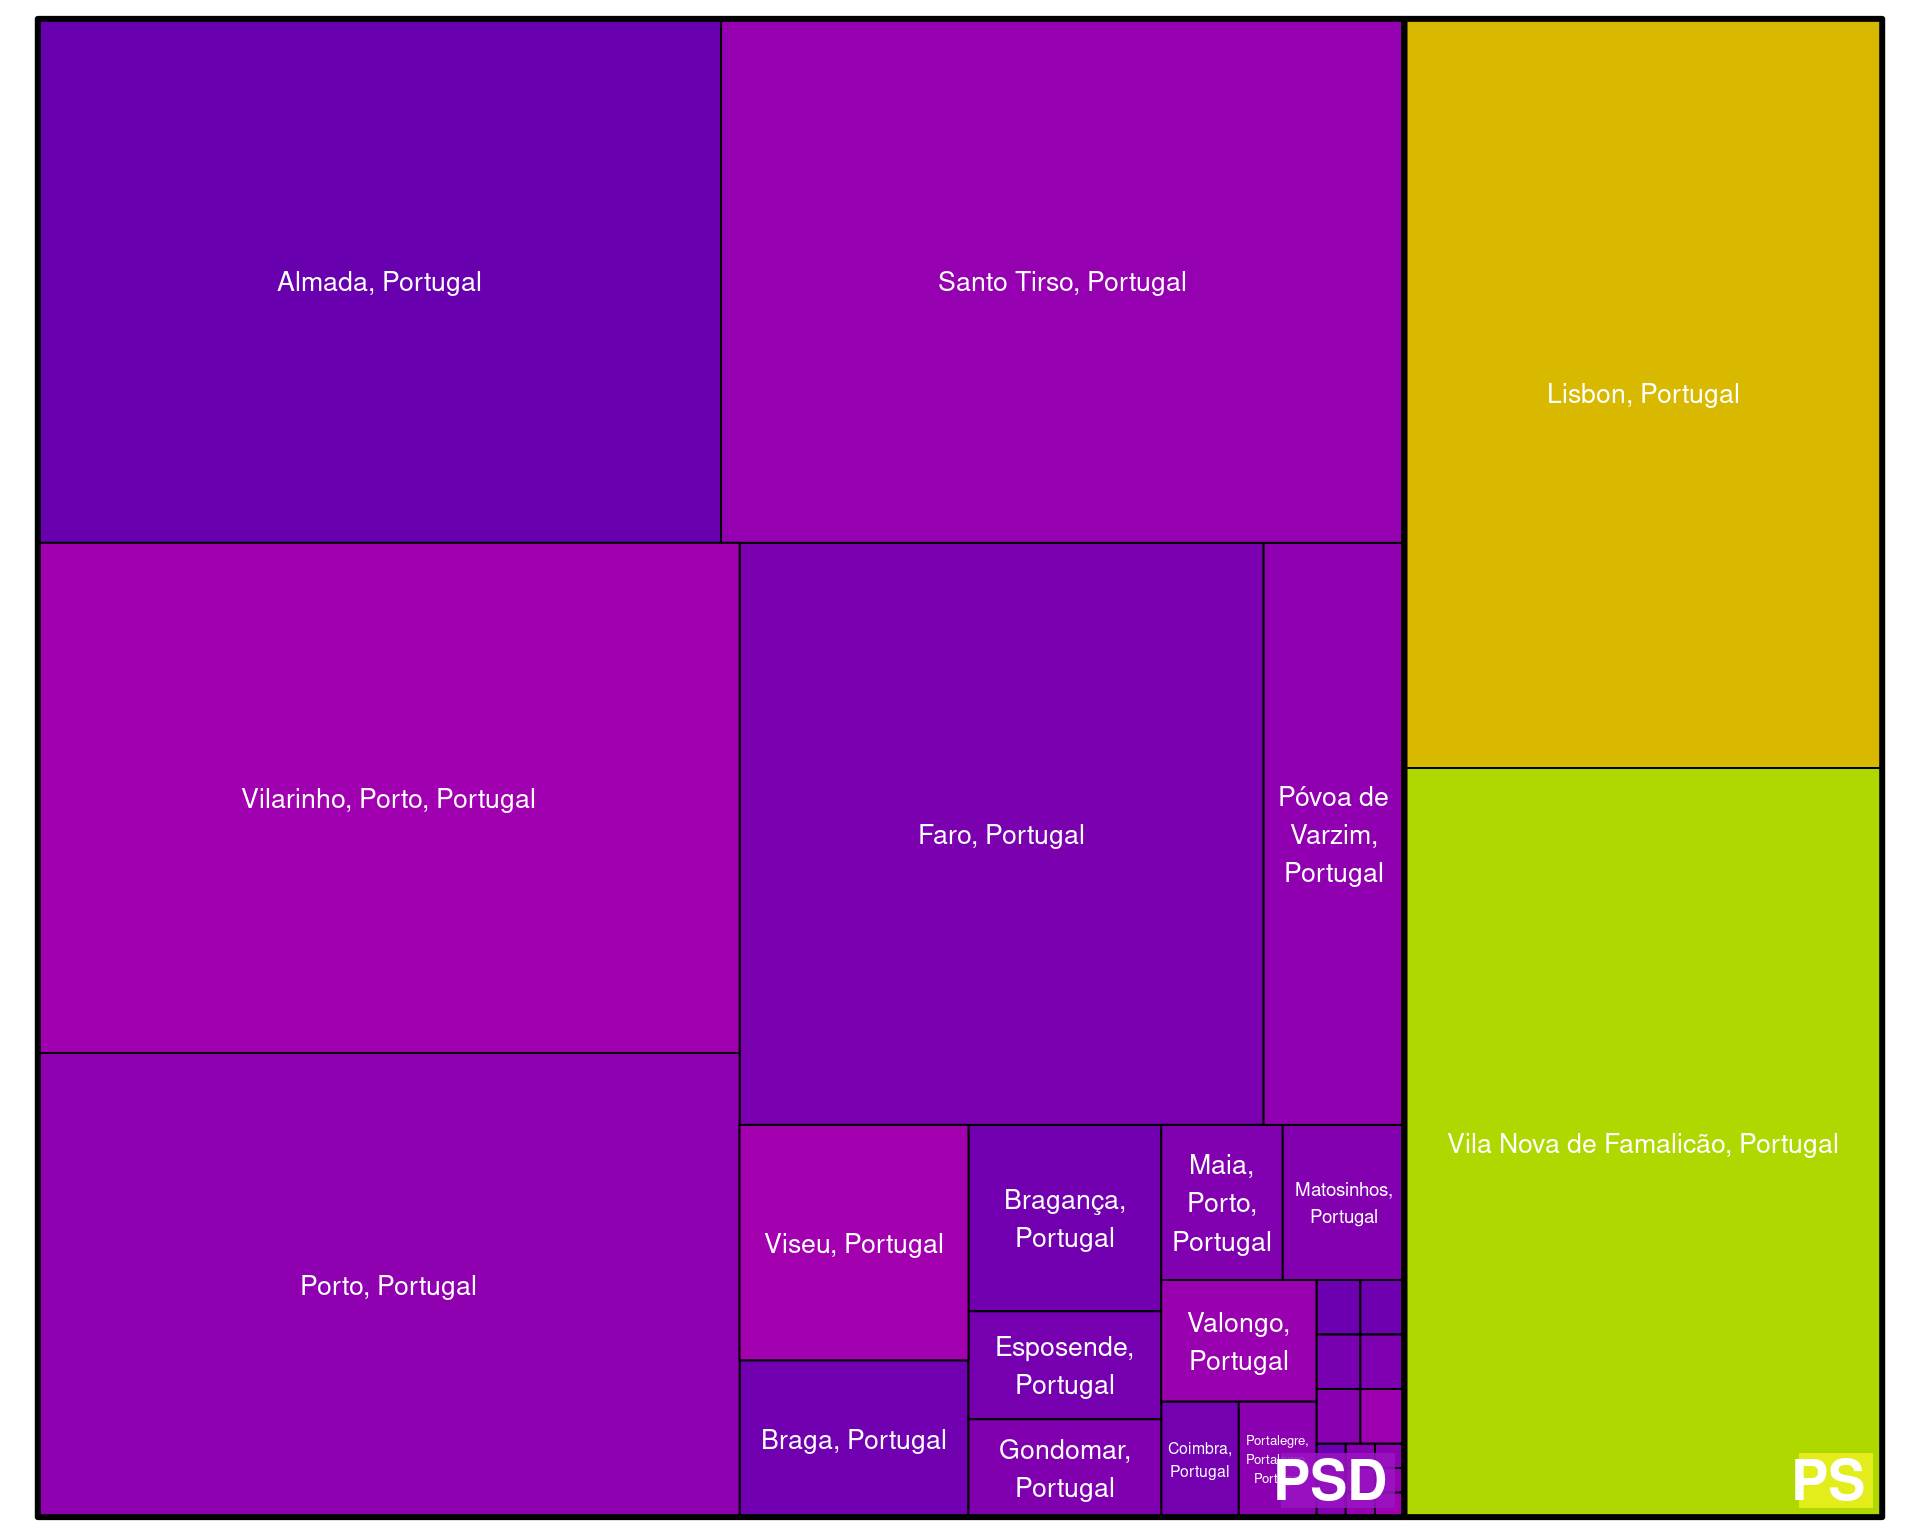 Almada, Portugal
Santo Tirso, Portugal
Lisbon, Portugal
Vilarinho, Porto, Portugal
Faro, Portugal
Póvoa de
Varzim,
Portugal
Porto, Portugal
Vila Nova de Famalicão, Portugal
Viseu, Portugal
Bragança,
Portugal
Maia,
Porto,
Portugal
Matosinhos,
Portugal
Esposende,
Portugal
Valongo,
Portugal
Braga, Portugal
Gondomar,
Portugal
Coimbra,
Portugal
Portalegre,
PSD
PS